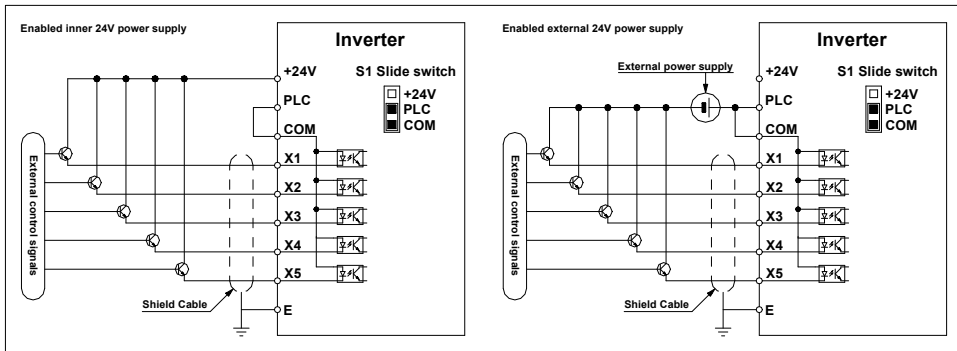 Enabled inner 24V power supply
Inverter
+24V
S1 Slide switch
+24V
PLC
COM
PLC
COM
X1
X2
X3
X4
X5
E
External control signals
Shield Cable
Enabled external 24V power supply
Inverter
External power supply
+24V
S1 Slide switch
+24V
PLC
COM
PLC
COM
X1
X2
X3
X4
X5
E
External control signals
Shield Cable